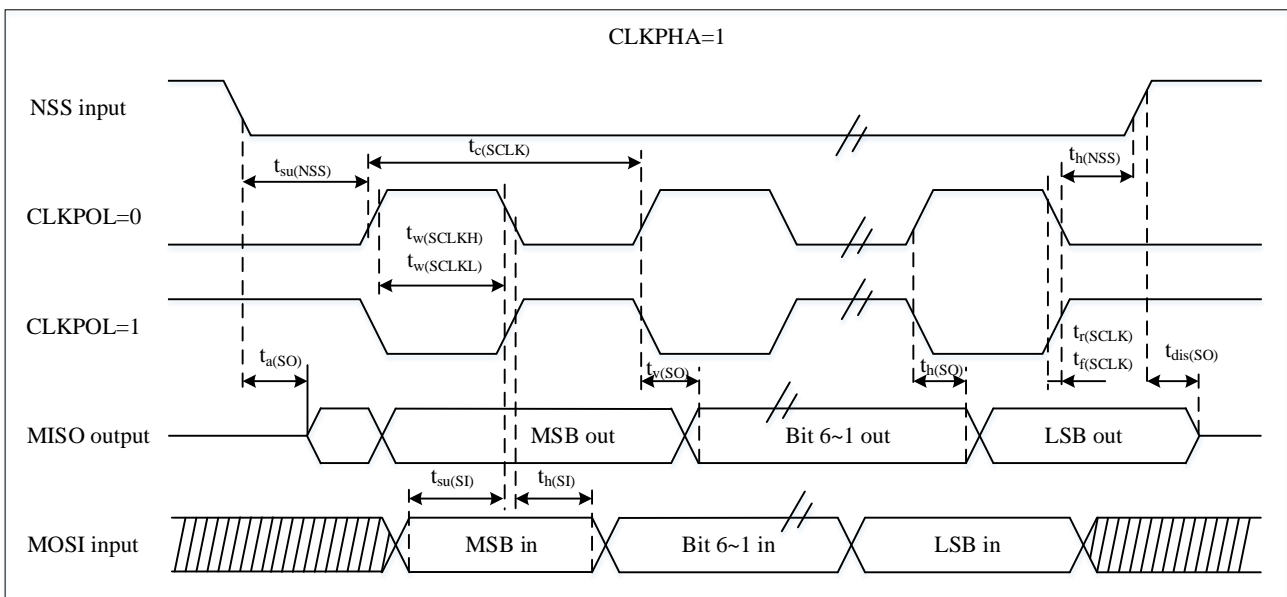 CLKPHA=1
NSS input
tc(SCLK)
tsu(NSS)
th(NSS)
CLKPOL=0
tw(SCLKH)
tw(SCLKL)
CLKPOL=1
ta(SO)
tv(SO)
th(SO)
tr(SCLK)
tf(SCLK)
tdis(SO)
MISO output
MSB out
Bit 6~1 out
LSB out
tsu(SI)
th(SI)
MOSI input
MSB in
Bit 6~1 in
LSB in